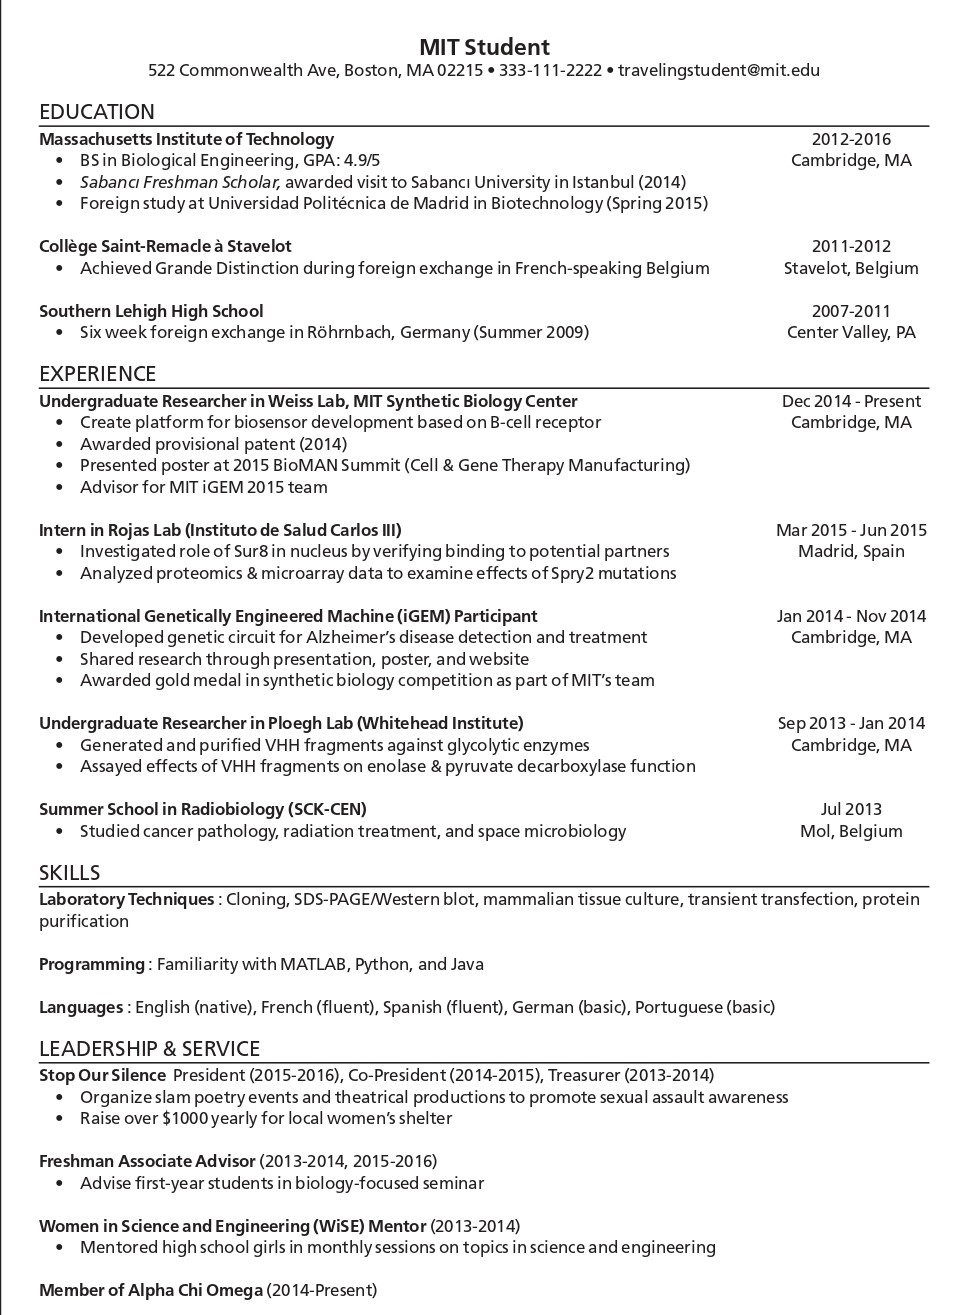 MIT Student
522 Commonwealth Ave, Boston, MA 02215 • 333-111-2222 • travelingstudent@mit.edu
EDUCATION
Massachusetts Institute of Technology 2012-2016
• BS in Biological Engineering, GPA: 4.9/5 Cambridge, MA
• Sabancı Freshman Scholar, awarded visit to Sabancı University in Istanbul (2014)
• Foreign study at Universidad Politécnica de Madrid in Biotechnology (Spring 2015)
Collège Saint-Remacle à Stavelot 2011-2012
• Achieved Grande Distinction during foreign exchange in French-speaking Belgium Stavelot, Belgium
Southern Lehigh High School 2007-2011
• Six week foreign exchange in Röhrnbach, Germany (Summer 2009) Center Valley, PA
EXPERIENCE
Undergraduate Researcher in Weiss Lab, MIT Synthetic Biology Center Dec 2014 - Present
• Create platform for biosensor development based on B-cell receptor Cambridge, MA
• Awarded provisional patent (2014)
• Presented poster at 2015 BioMAN Summit (Cell & Gene Therapy Manufacturing)
• Advisor for MIT iGEM 2015 team
Intern in Rojas Lab (Instituto de Salud Carlos III) Mar 2015 - Jun 2015
• Investigated role of Sur8 in nucleus by verifying binding to potential partners Madrid, Spain
• Analyzed proteomics & microarray data to examine effects of Spry2 mutations
International Genetically Engineered Machine (iGEM) Participant Jan 2014 - Nov 2014
• Developed genetic circuit for Alzheimer’s disease detection and treatment Cambridge, MA
• Shared research through presentation, poster, and website
• Awarded gold medal in synthetic biology competition as part of MIT’s team
Undergraduate Researcher in Ploegh Lab (Whitehead Institute) Sep 2013 - Jan 2014
• Generated and purified VHH fragments against glycolytic enzymes Cambridge, MA
• Assayed effects of VHH fragments on enolase & pyruvate decarboxylase function
Summer School in Radiobiology (SCK-CEN) Jul 2013
• Studied cancer pathology, radiation treatment, and space microbiology Mol, Belgium
SKILLS
Laboratory Techniques : Cloning, SDS-PAGE/Western blot, mammalian tissue culture, transient transfection, protein
purification
Programming : Familiarity with MATLAB, Python, and Java
Languages : English (native), French (fluent), Spanish (fluent), German (basic), Portuguese (basic)
LEADERSHIP & SERVICE
Stop Our Silence President (2015-2016), Co-President (2014-2015), Treasurer (2013-2014)
• Organize slam poetry events and theatrical productions to promote sexual assault awareness
• Raise over $1000 yearly for local women’s shelter
Freshman Associate Advisor (2013-2014, 2015-2016)
• Advise first-year students in biology-focused seminar
Women in Science and Engineering (WiSE) Mentor (2013-2014)
• Mentored high school girls in monthly sessions on topics in science and engineering
Member of Alpha Chi Omega (2014-Present)